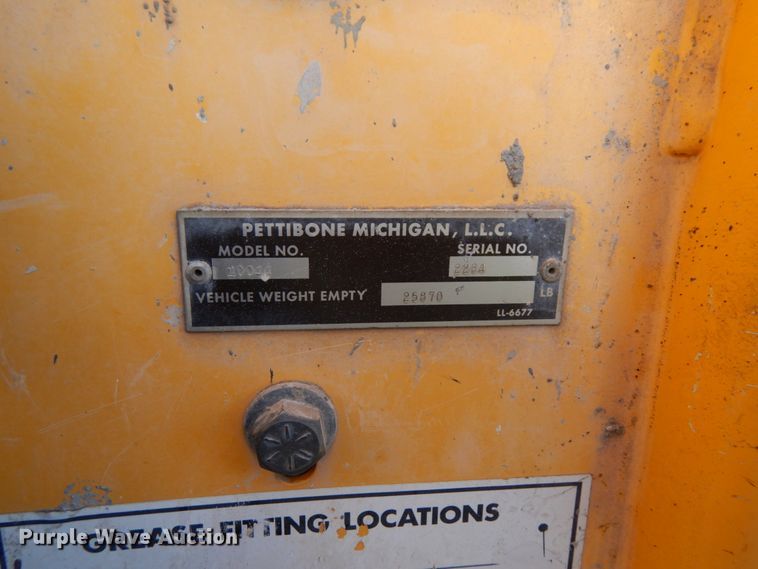 PETTIBONE MICHIGAN, L.L.C.
MODEL NO. SERIAL NO.
VEHICLE WEIGHT EMPTY 25870 LB
LL-6677
GREASE FITTING LOCATIONS
Purple Wave Auction